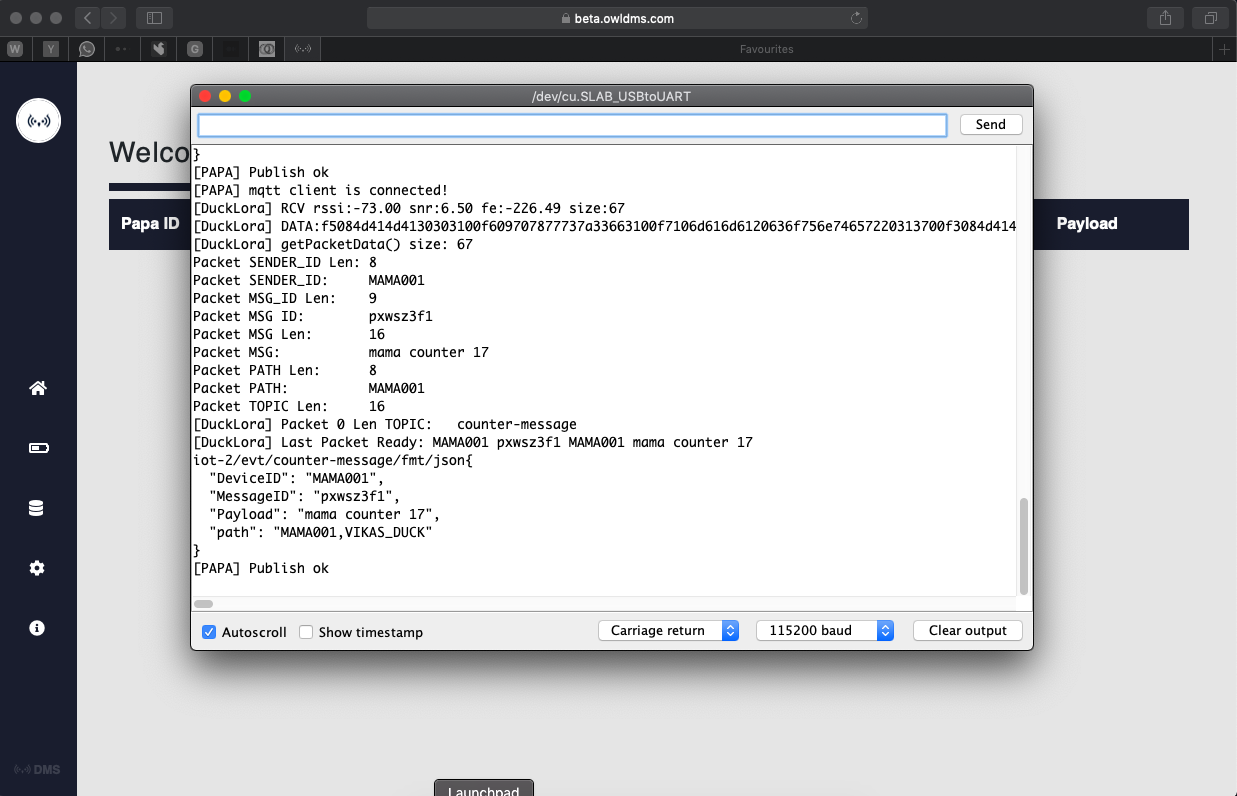 beta.owldms.com
W
Y
G
Favourites
/dev/cu.SLAB_USBtoUART
Send
Welco
Papa ID
Payload
}
[PAPA] Publish ok
[PAPA] mqtt client is connected!
[DuckLora] RCV rssi:-73.00 snr:6.50 fe:-226.49 size:67
[DuckLora] DATA:f5084d414d4130303100f609707877737a33663100f7106d616d6120636f756e74657220313700f3084d414
[DuckLora] getPacketData() size: 67
Packet SENDER_ID Len: 8
Packet SENDER_ID: MAMA001
Packet MSG_ID Len: 9
Packet MSG ID: pxwsz3f1
Packet MSG Len: 16
Packet MSG: mama counter 17
Packet PATH Len: 8
Packet PATH: MAMA001
Packet TOPIC Len: 16
[DuckLora] Packet 0 Len TOPIC: counter-message
[DuckLora] Last Packet Ready: MAMA001 pxwsz3f1 MAMA001 mama counter 17
iot-2/evt/counter-message/fmt/json{
"DeviceID": "MAMA001",
"MessageID": "pxwsz3f1",
"Payload": "mama counter 17",
"path": "MAMA001,VIKAS_DUCK"
}
[PAPA] Publish ok
Autoscroll
Show timestamp
Carriage return
115200 baud
Clear output
DMS
Launchpad